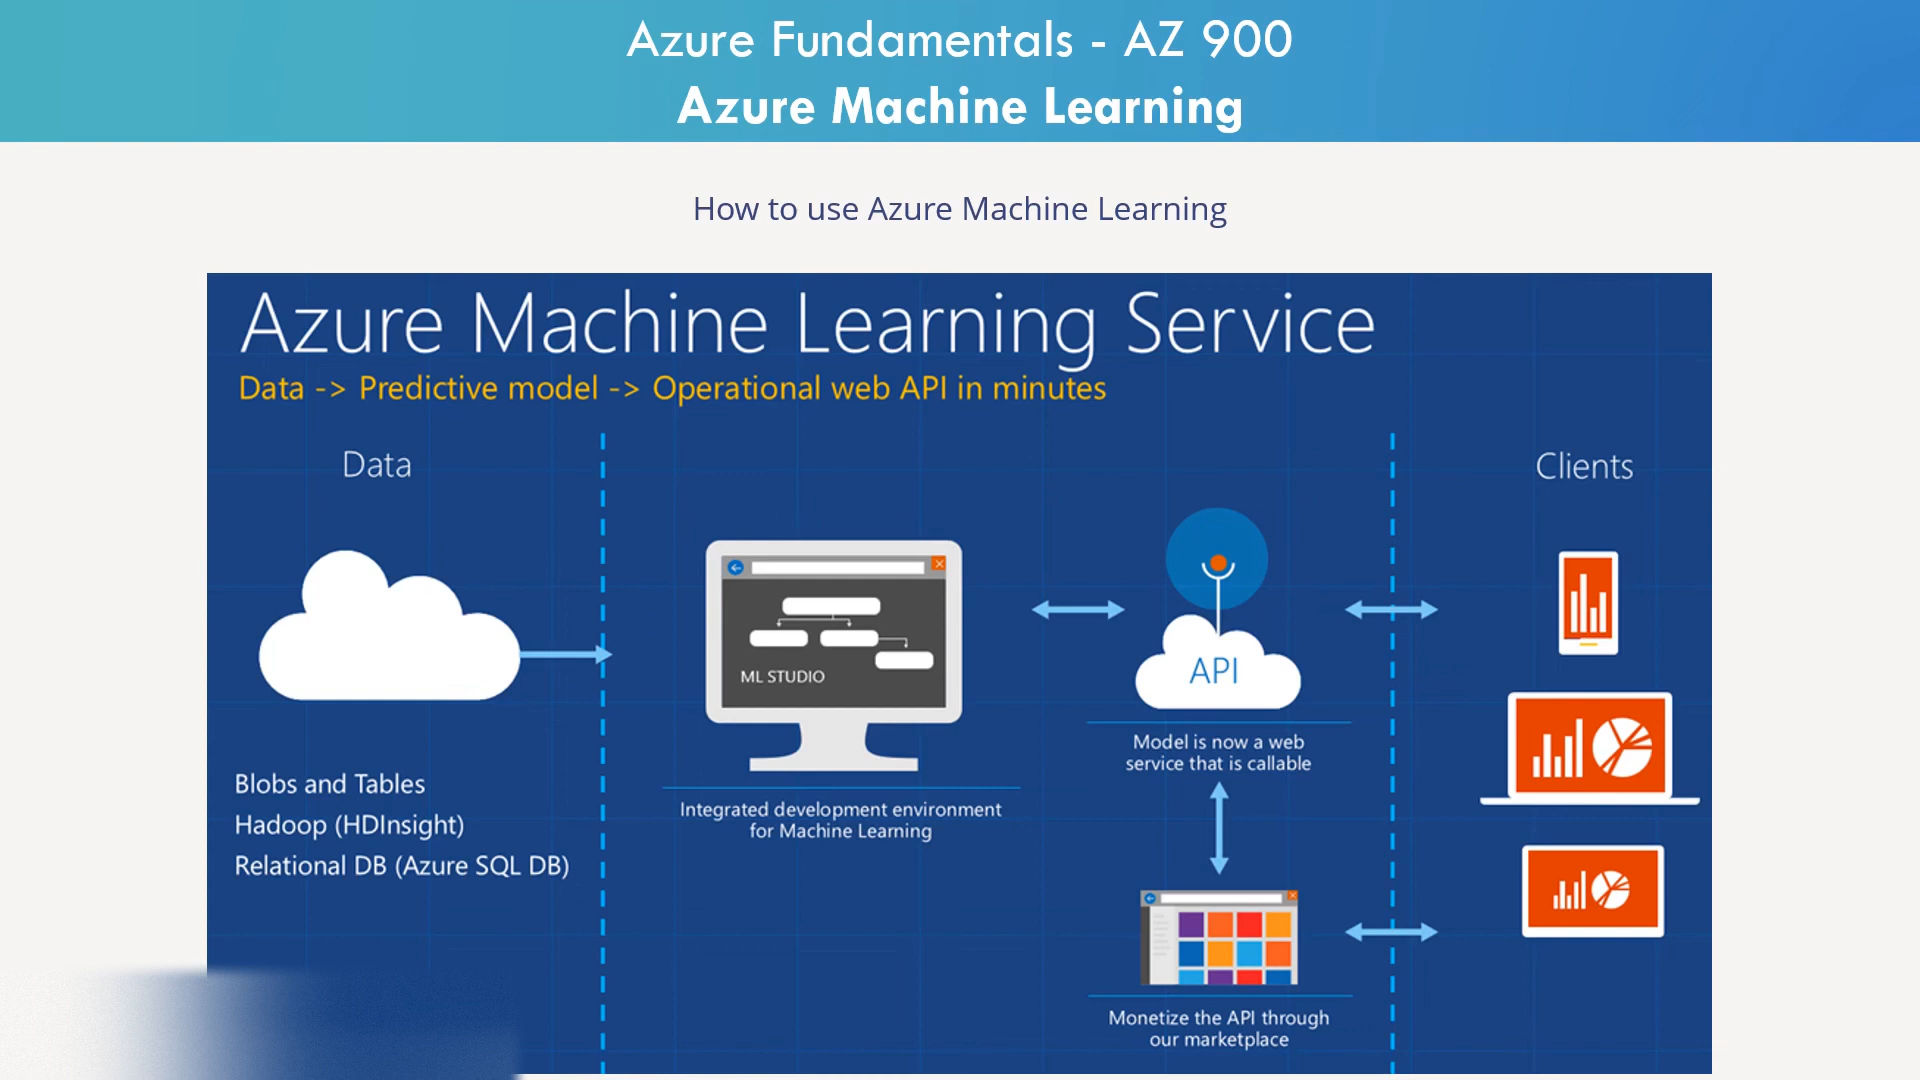 Azure Fundamentals - AZ 900
Azure Machine Learning
How to use Azure Machine Learning
Azure Machine Learning Service
Data -> Predictive model -> Operational web API in minutes
Data
Blobs and Tables
Hadoop (HDInsight)
Relational DB (Azure SQL DB)
ML STUDIO
Integrated development environment
for Machine Learning
API
Model is now a web
service that is callable
Monetize the API through
our marketplace
Clients